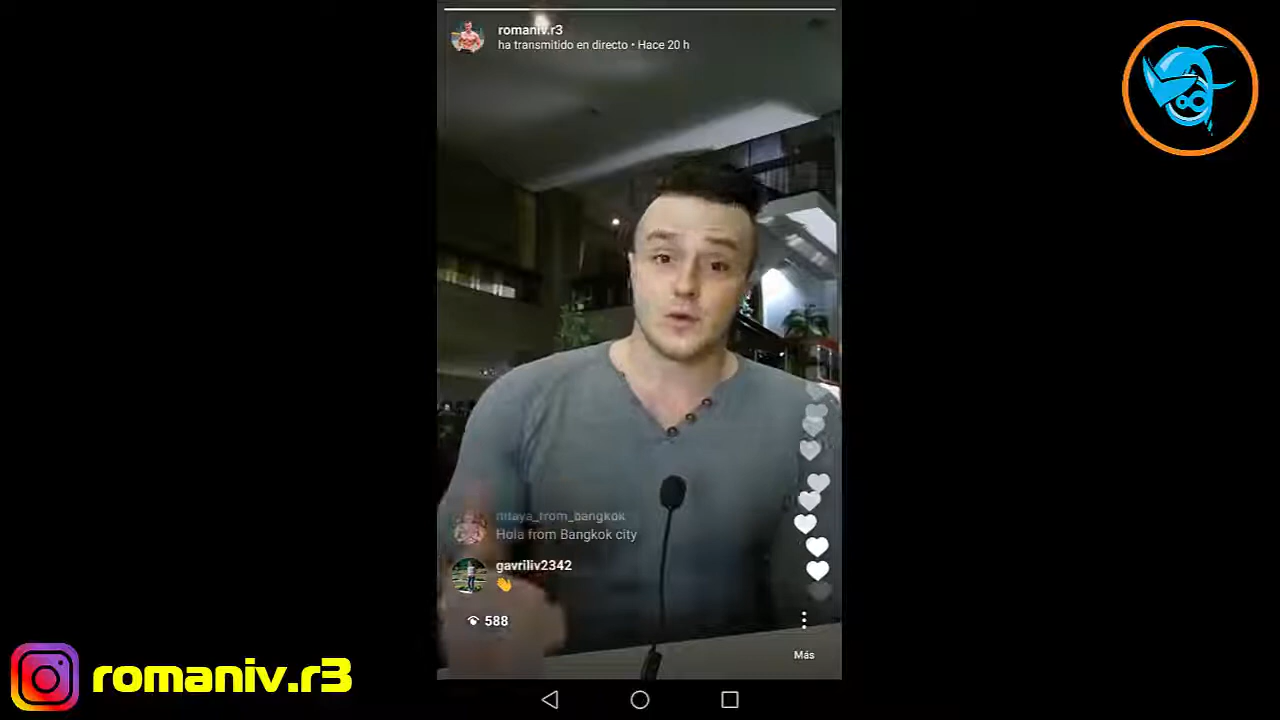 romaniv.r3
ha transmitido en directo • Hace 20 h
nitaya_from_bangkok
Hola from Bangkok city
gavriliv2342
👋
588
Más
romaniv.r3